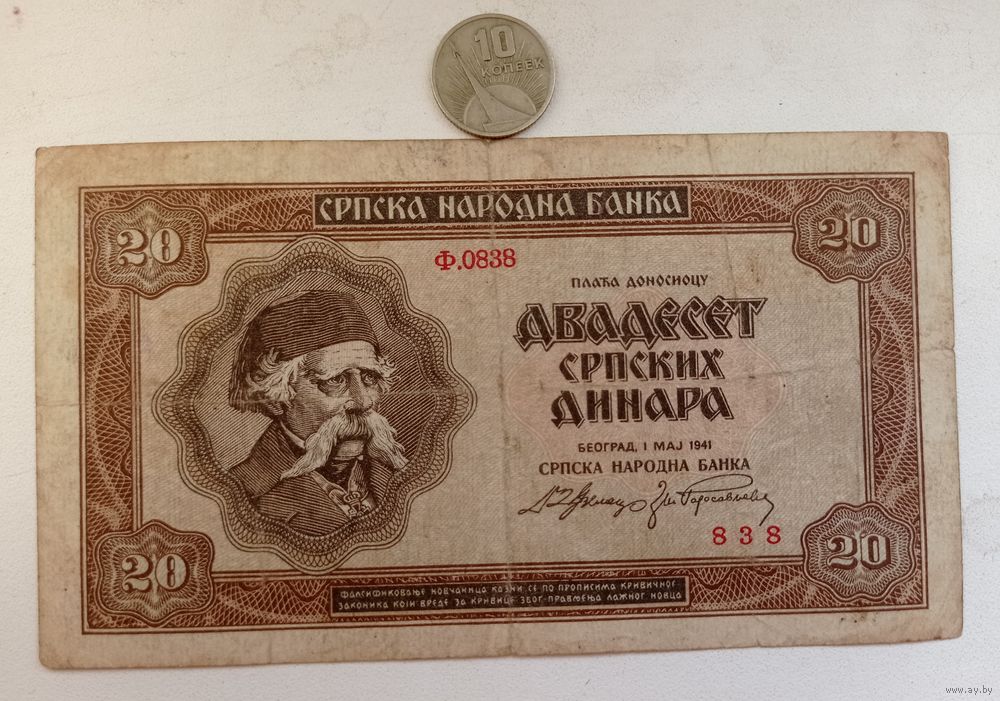 10
КОПЕЕК
СРПСКА НАРОДНА БАНКА
20
20
Ф.0838
ПЛАЋА ДОНОСИОЦУ
ДВАДЕСЕТ
СРПСКИХ
ДИНАРА
БЕОГРАД, 1 МАЈ 1941
СРПСКА НАРОДНА БАНКА
838
20
20
ФАЛСИФИКОВАЊЕ НОВЧАНИЦА КАЗНИ СЕ ПО ПРОПИСИМА КРИВИЧНОГ
ЗАКОНИКА КОЈИ ВРЕДЕ ЗА КРИВИЦЕ ЗБОГ ПРАВЉЕЊА ЛАЖНОГ НОВЦА
www.ay.by